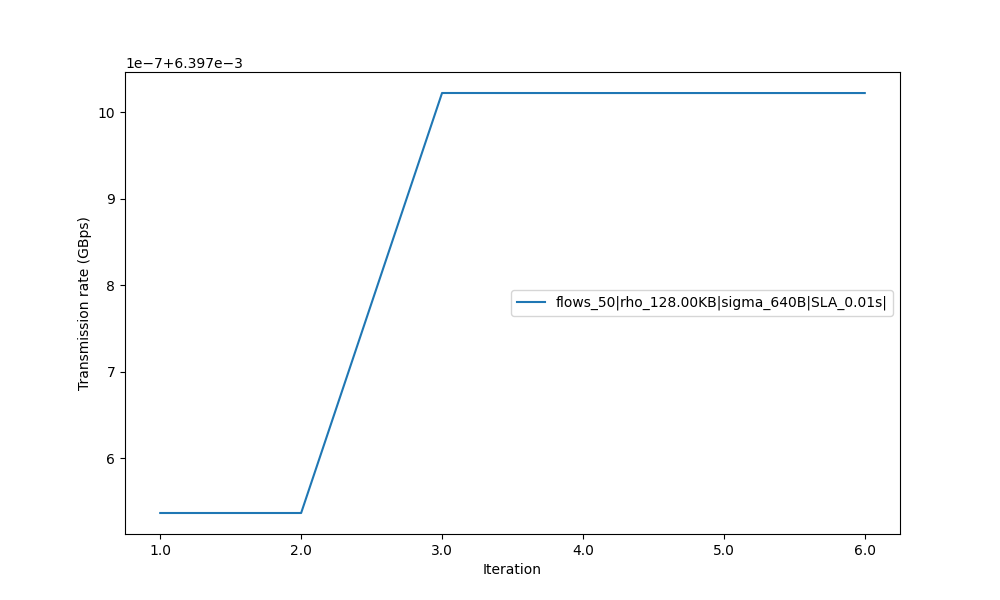 1e−7+6.397e−3
10
9
8
7
6
Transmission rate (GBps)
flows_50|rho_128.00KB|sigma_640B|SLA_0.01s|
1.0 2.0 3.0 4.0 5.0 6.0
Iteration